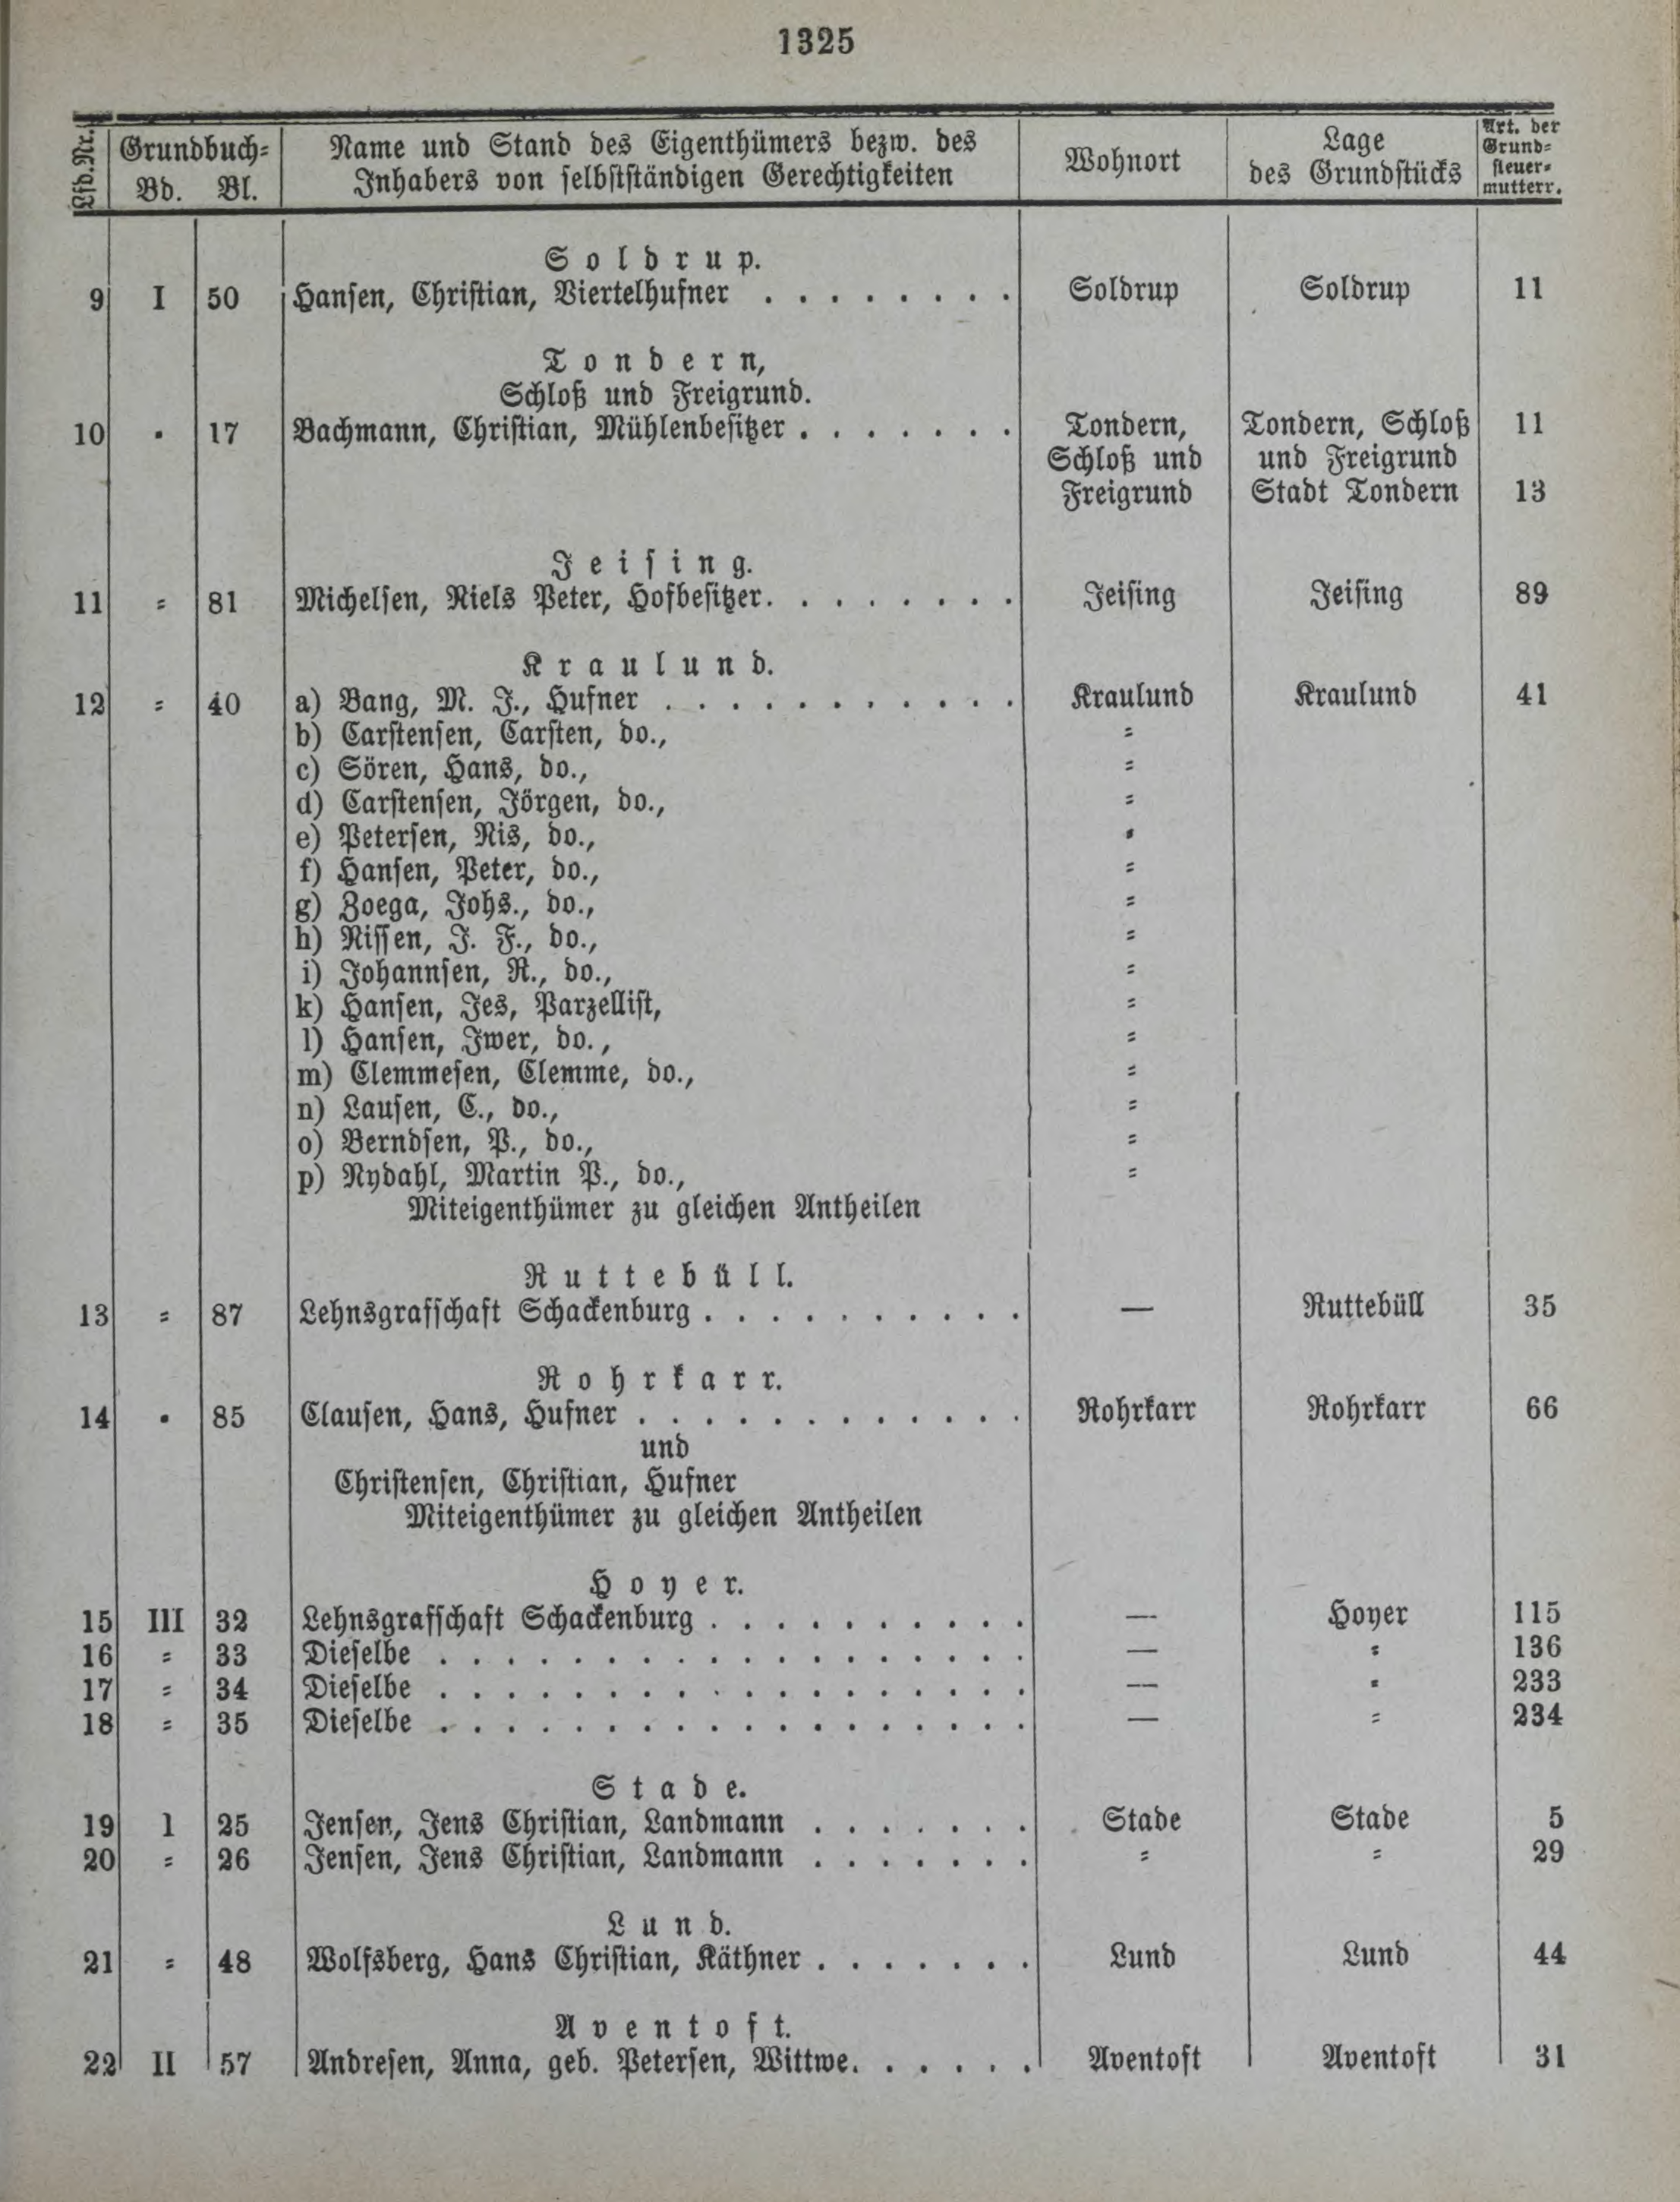 1325
Lfd. Nr. Grundbuch= Bd. Bl. Name und Stand des Eigenthümers bezw. des Inhabers von selbstständigen Gerechtigkeiten Wohnort Lage des Grundstücks Art. der Grund= steuer= mutterr.
Soldrup.
9 I 50 Hansen, Christian, Viertelhufner . . . . . . . . Soldrup Soldrup 11
Tondern,
Schloß und Freigrund.
10 " 17 Bachmann, Christian, Mühlenbesitzer . . . . . . . Tondern, Tondern, Schloß 11
Schloß und und Freigrund
Freigrund Stadt Tondern 13
Jeising.
11 " 81 Michelsen, Niels Peter, Hofbesitzer. . . . . . . . Jeising Jeising 89
Kraulund.
12 " 40 a) Bang, M. J., Hufner . . . . . . . . . . . Kraulund Kraulund 41
b) Carstensen, Carsten, do., "
c) Sören, Hans, do., "
d) Carstensen, Jörgen, do., "
e) Petersen, Nis, do., "
f) Hansen, Peter, do., "
g) Zoega, Johs., do., "
h) Nissen, J. F., do., "
i) Johannsen, N., do., "
k) Hansen, Jes, Parzellist, "
l) Hansen, Iwer, do., "
m) Clemmesen, Clemme, do., "
n) Lausen, C., do., "
o) Berndsen, P., do., "
p) Nydahl, Martin P., do., "
Miteigenthümer zu gleichen Antheilen
Ruttebüll.
13 " 87 Lehnsgrafschaft Schackenburg . . . . . . . . . . — Ruttebüll 35
Rohrkarr.
14 " 85 Clausen, Hans, Hufner . . . . . . . . . . . . Rohrkarr Rohrkarr 66
und
Christensen, Christian, Hufner
Miteigenthümer zu gleichen Antheilen
Hoyer.
15 III 32 Lehnsgrafschaft Schackenburg . . . . . . . . . . — Hoyer 115
16 " 33 Dieselbe . . . . . . . . . . . . . . . . . . — " 136
17 " 34 Dieselbe . . . . . . . . . . . . . . . . . . — " 233
18 " 35 Dieselbe . . . . . . . . . . . . . . . . . . — " 234
Stade.
19 I 25 Jensen, Jens Christian, Landmann . . . . . . . Stade Stade 5
20 " 26 Jensen, Jens Christian, Landmann . . . . . . . " " 29
Lund.
21 " 48 Wolfsberg, Hans Christian, Käthner . . . . . . . Lund Lund 44
Aventoft.
22 II 57 Andresen, Anna, geb. Petersen, Wittwe. . . . . . Aventoft Aventoft 31